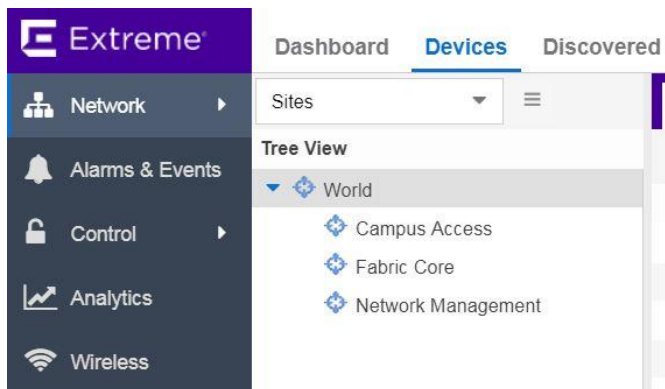 Extreme
Dashboard Devices Discovered
Network
Sites
Alarms & Events
Tree View
World
Control
Campus Access
Fabric Core
Analytics
Network Management
Wireless